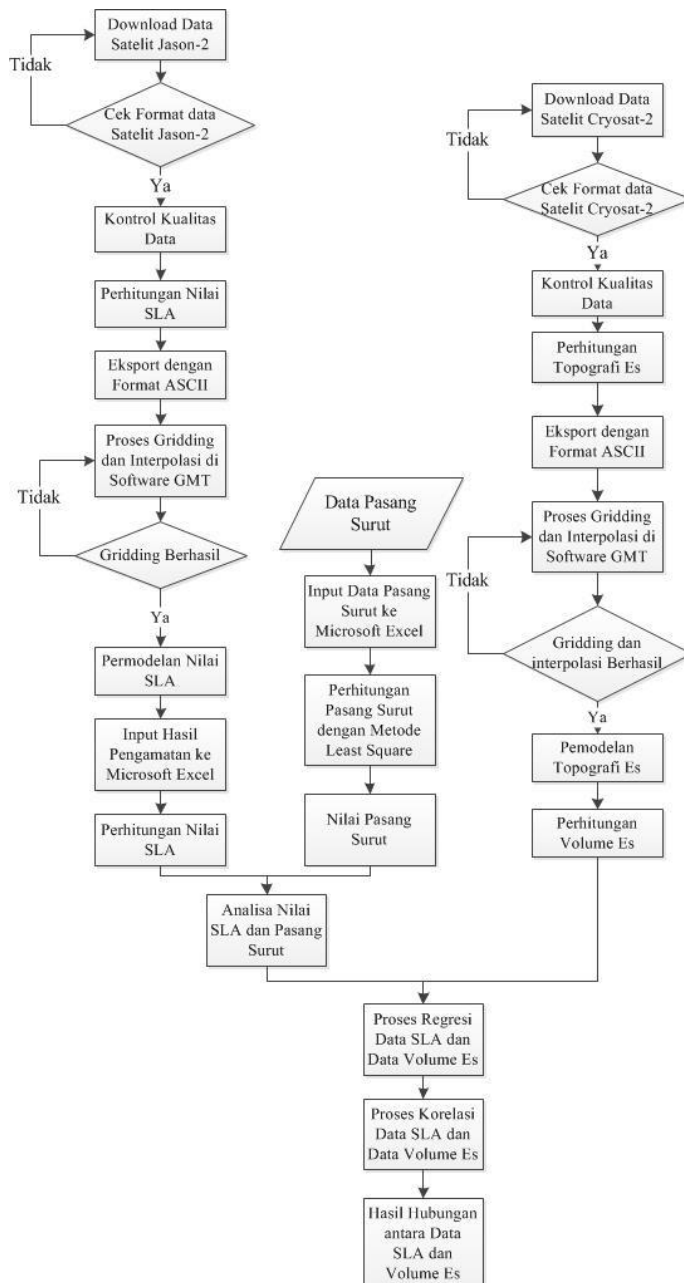 Download Data
Satelit Jason-2
Tidak
Cek Format data
Satelit Jason-2
Ya
Kontrol Kualitas
Data
Perhitungan Nilai
SLA
Eksport dengan
Format ASCII
Proses Gridding
dan Interpolasi di
Software GMT
Tidak
Gridding Berhasil
Ya
Permodelan Nilai
SLA
Input Hasil
Pengamatan ke
Microsoft Excel
Perhitungan Nilai
SLA
Data Pasang
Surut
Input Data Pasang
Surut ke
Microsoft Excel
Perhitungan
Pasang Surut
dengan Metode
Least Square
Nilai Pasang
Surut
Download Data
Satelit Cryosat-2
Tidak
Cek Format data
Satelit Cryosat-2
Ya
Kontrol Kualitas
Data
Perhitungan
Topografi Es
Eksport dengan
Format ASCII
Proses Gridding
dan Interpolasi di
Software GMT
Tidak
Gridding dan
interpolasi Berhasil
Ya
Pemodelan
Topografi Es
Perhitungan
Volume Es
Analisa Nilai
SLA dan Pasang
Surut
Proses Regresi
Data SLA dan
Data Volume Es
Proses Korelasi
Data SLA dan
Data Volume Es
Hasil Hubungan
antara Data
SLA dan
Volume Es